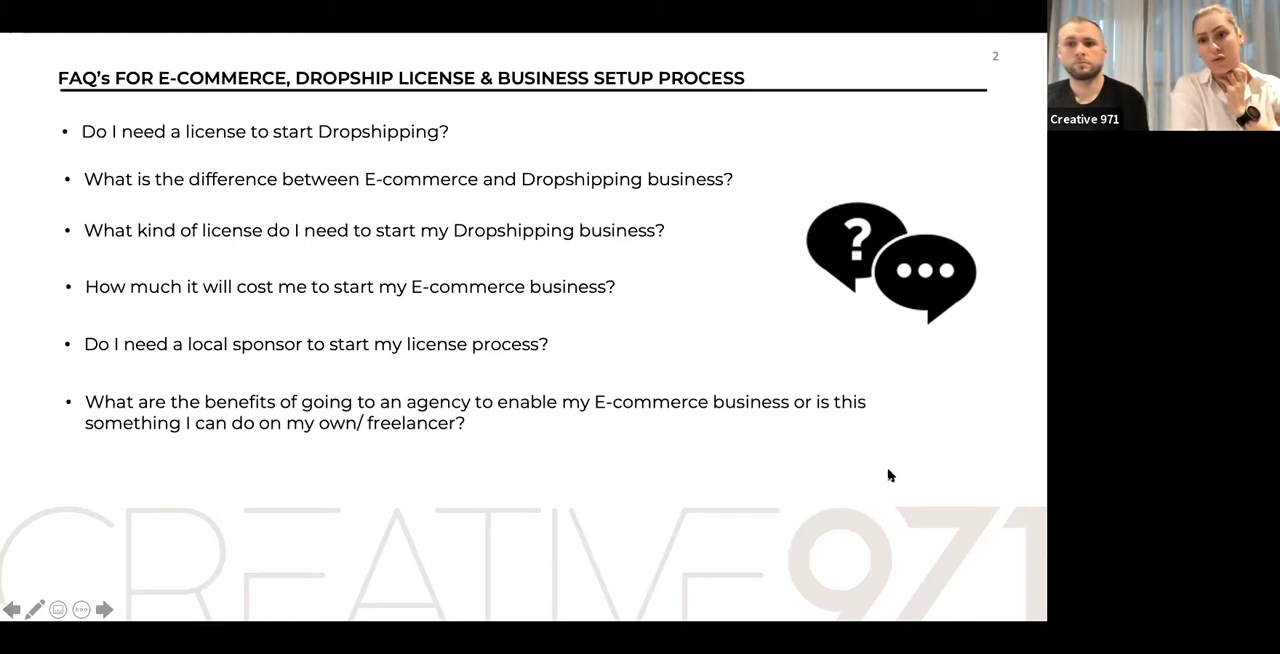 2
FAQ's FOR E-COMMERCE, DROPSHIP LICENSE & BUSINESS SETUP PROCESS
• Do I need a license to start Dropshipping?
• What is the difference between E-commerce and Dropshipping business?
• What kind of license do I need to start my Dropshipping business?
• How much it will cost me to start my E-commerce business?
• Do I need a local sponsor to start my license process?
• What are the benefits of going to an agency to enable my E-commerce business or is this
something I can do on my own/ freelancer?
?
CREATIVE971
Creative 971